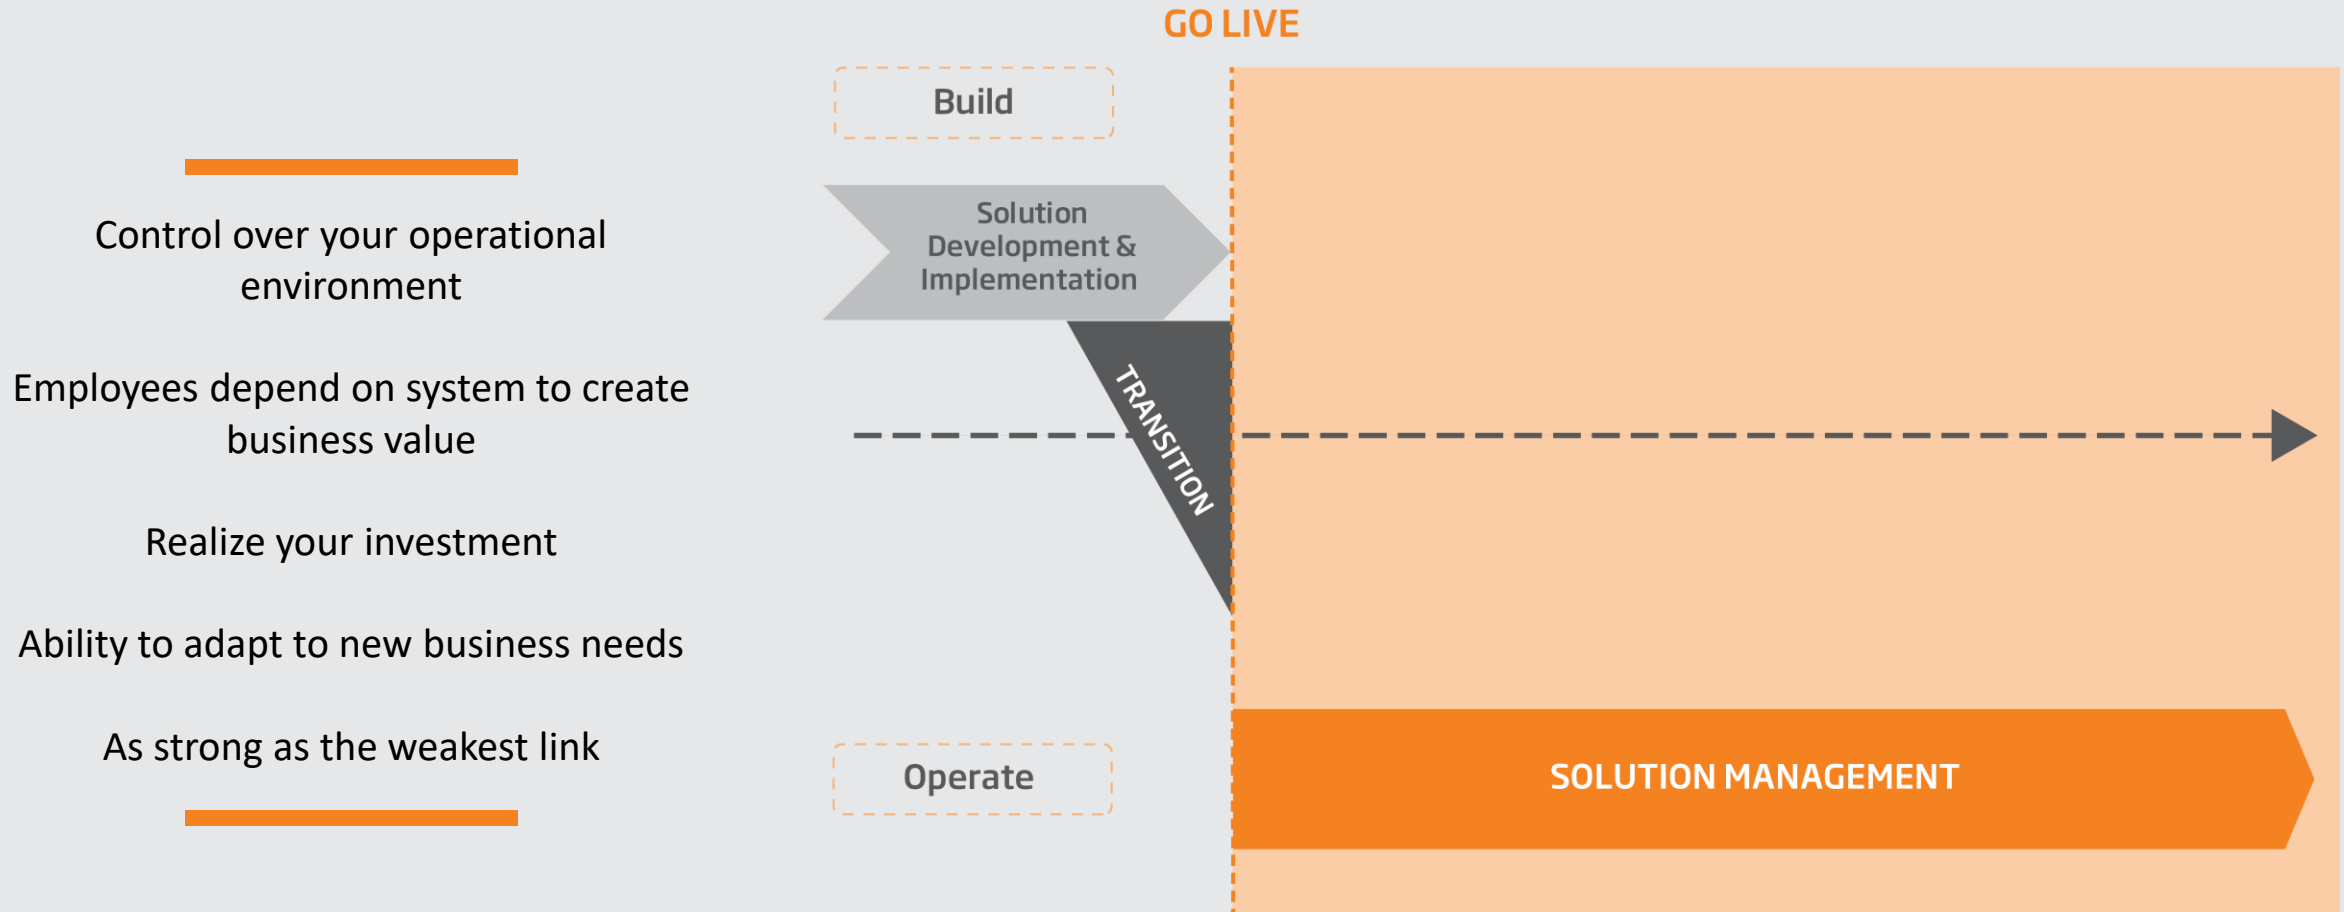 GO LIVE
Build
Control over your operational
environment
Employees depend on system to create
business value
Realize your investment
Ability to adapt to new business needs
As strong as the weakest link
Solution
Development &
Implementation
TRANSITION
Operate
SOLUTION MANAGEMENT